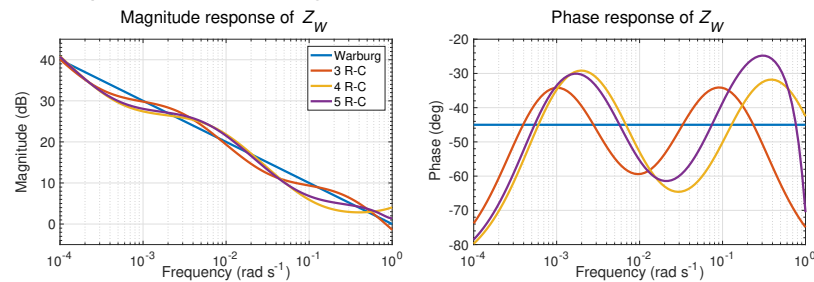 Magnitude response of Z_W
Magnitude (dB)
40
30
20
10
0
10^-4
10^-3
10^-2
10^-1
10^0
Frequency (rad s^-1)
Warburg
3 R-C
4 R-C
5 R-C
Phase response of Z_W
Phase (deg)
-20
-30
-40
-50
-60
-70
-80
10^-4
10^-3
10^-2
10^-1
10^0
Frequency (rad s^-1)